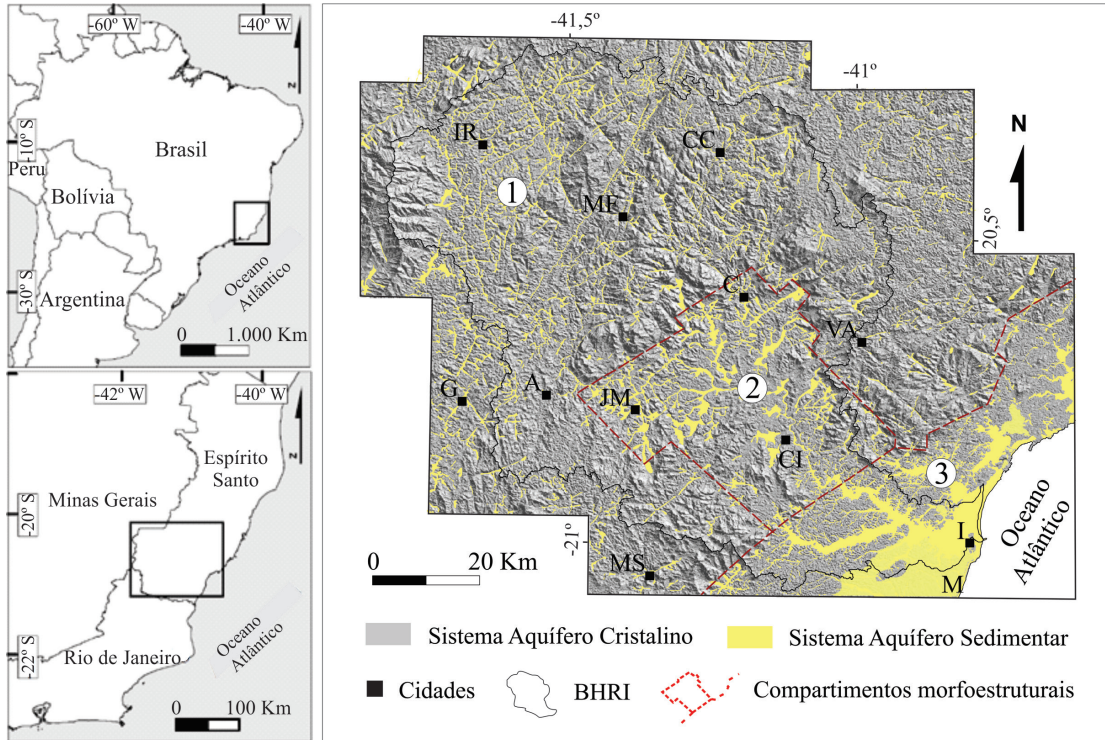 -60º W
-40º W
N
-10º S
Brasil
Peru
Bolívia
-30º S
Argentina
Oceano
Atlântico
0
1.000 Km
-42º W
-40º W
N
Espírito
Santo
Minas Gerais
-20º S
Oceano
Atlântico
-22º S
Rio de Janeiro
0
100 Km
-41,5º
-41º
N
IR
CC
1
MF
20,5º
C
VA
2
G
A
JM
CI
3
-21º
I
Oceano
Atlântico
0
20 Km
MS
M
Sistema Aquífero Cristalino
Sistema Aquífero Sedimentar
Cidades
BHRI
Compartimentos morfoestruturais